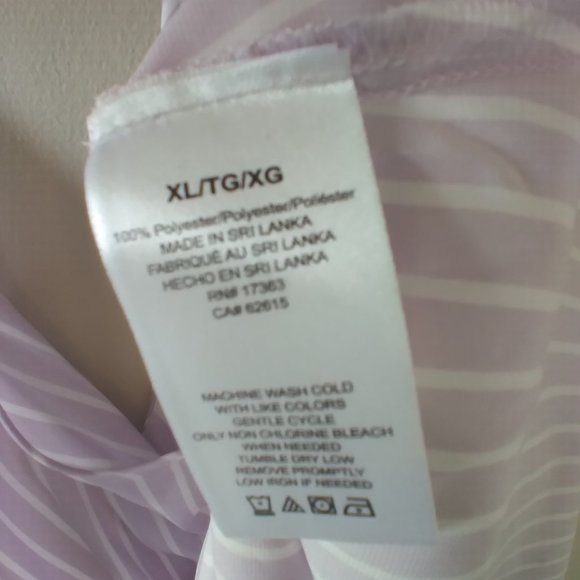 XL/TG/XG
100% Polyester/Polyester/Poliéster
MADE IN SRI LANKA
FABRIQUÉ AU SRI LANKA
HECHO EN SRI LANKA
RN# 17363
CA# 62615
MACHINE WASH COLD
WITH LIKE COLORS
GENTLE CYCLE
ONLY NON CHLORINE BLEACH
WHEN NEEDED
TUMBLE DRY LOW
REMOVE PROMPTLY
LOW IRON IF NEEDED